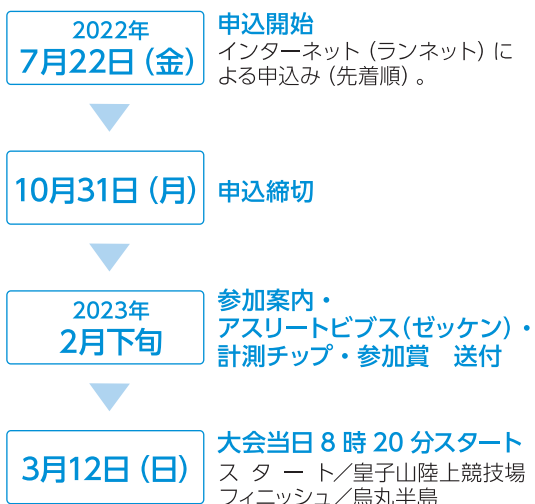 2022年
7月22日（金）
申込開始
インターネット（ランネット）に
よる申込み（先着順）。
10月31日（月）
申込締切
2023年
2月下旬
参加案内・
アスリートビブス（ゼッケン）・
計測チップ・参加賞　送付
3月12日（日）
大会当日8時20分スタート
スタート／皇子山陸上競技場
フィニッシュ／烏丸半島